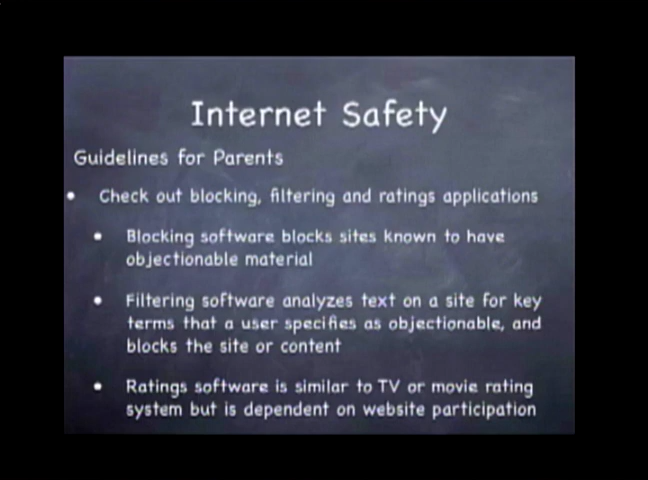 Internet Safety
Guidelines for Parents
• Check out blocking, filtering and ratings applications
• Blocking software blocks sites known to have
objectionable material
• Filtering software analyzes text on a site for key
terms that a user specifies as objectionable, and
blocks the site or content
• Ratings software is similar to TV or movie rating
system but is dependent on website participation